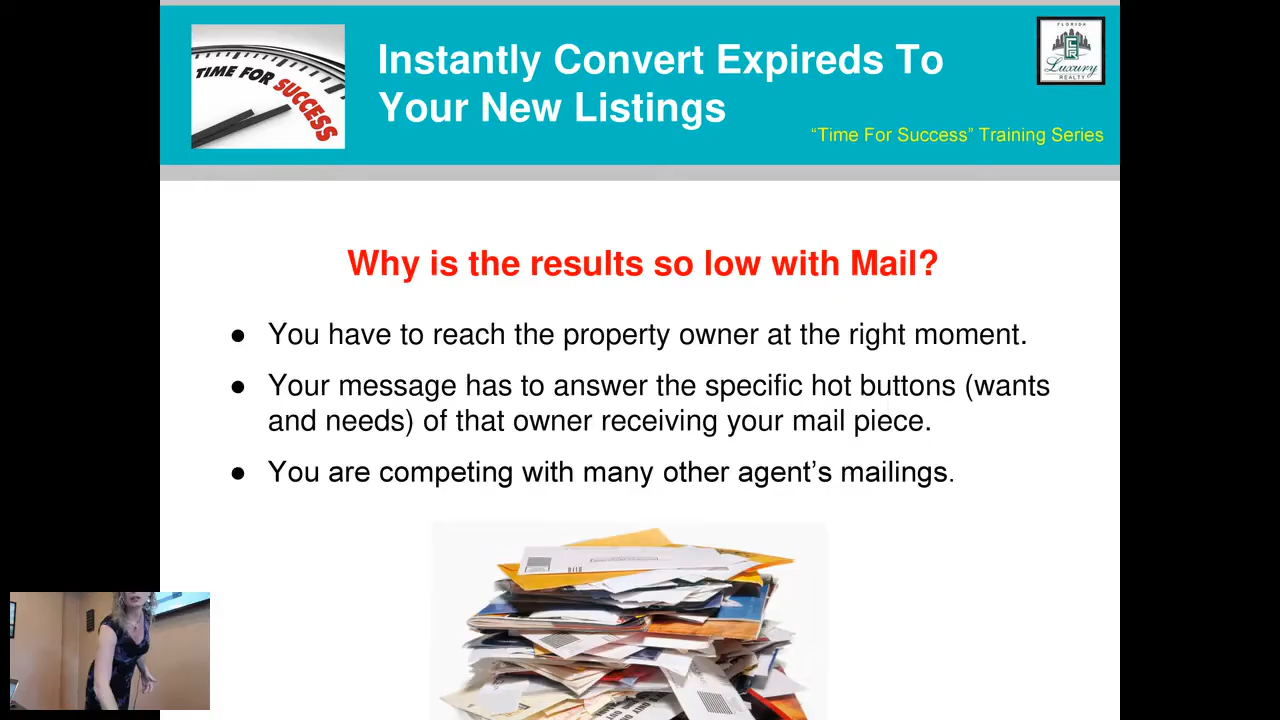 TIME FOR SUCCESS
Instantly Convert Expireds To
Your New Listings
FLORIDA
Luxury
REALTY
“Time For Success” Training Series
Why is the results so low with Mail?
● You have to reach the property owner at the right moment.
● Your message has to answer the specific hot buttons (wants
and needs) of that owner receiving your mail piece.
● You are competing with many other agent’s mailings.